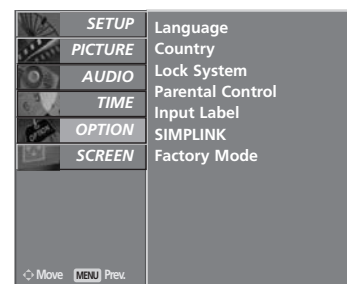 SETUP
PICTURE
AUDIO
TIME
OPTION
SCREEN
Language
Country
Lock System
Parental Control
Input Label
SIMPLINK
Factory Mode
Move MENU Prev.